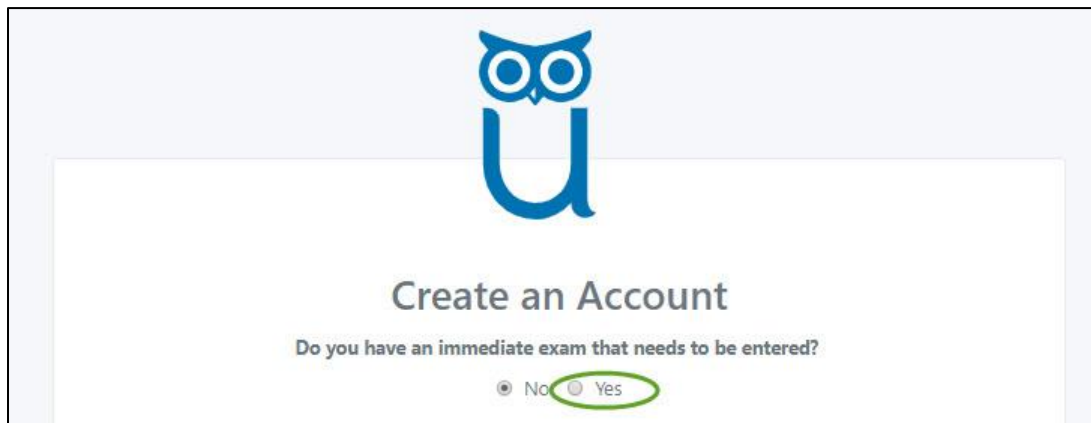 Create an Account
Do you have an immediate exam that needs to be entered?
No Yes